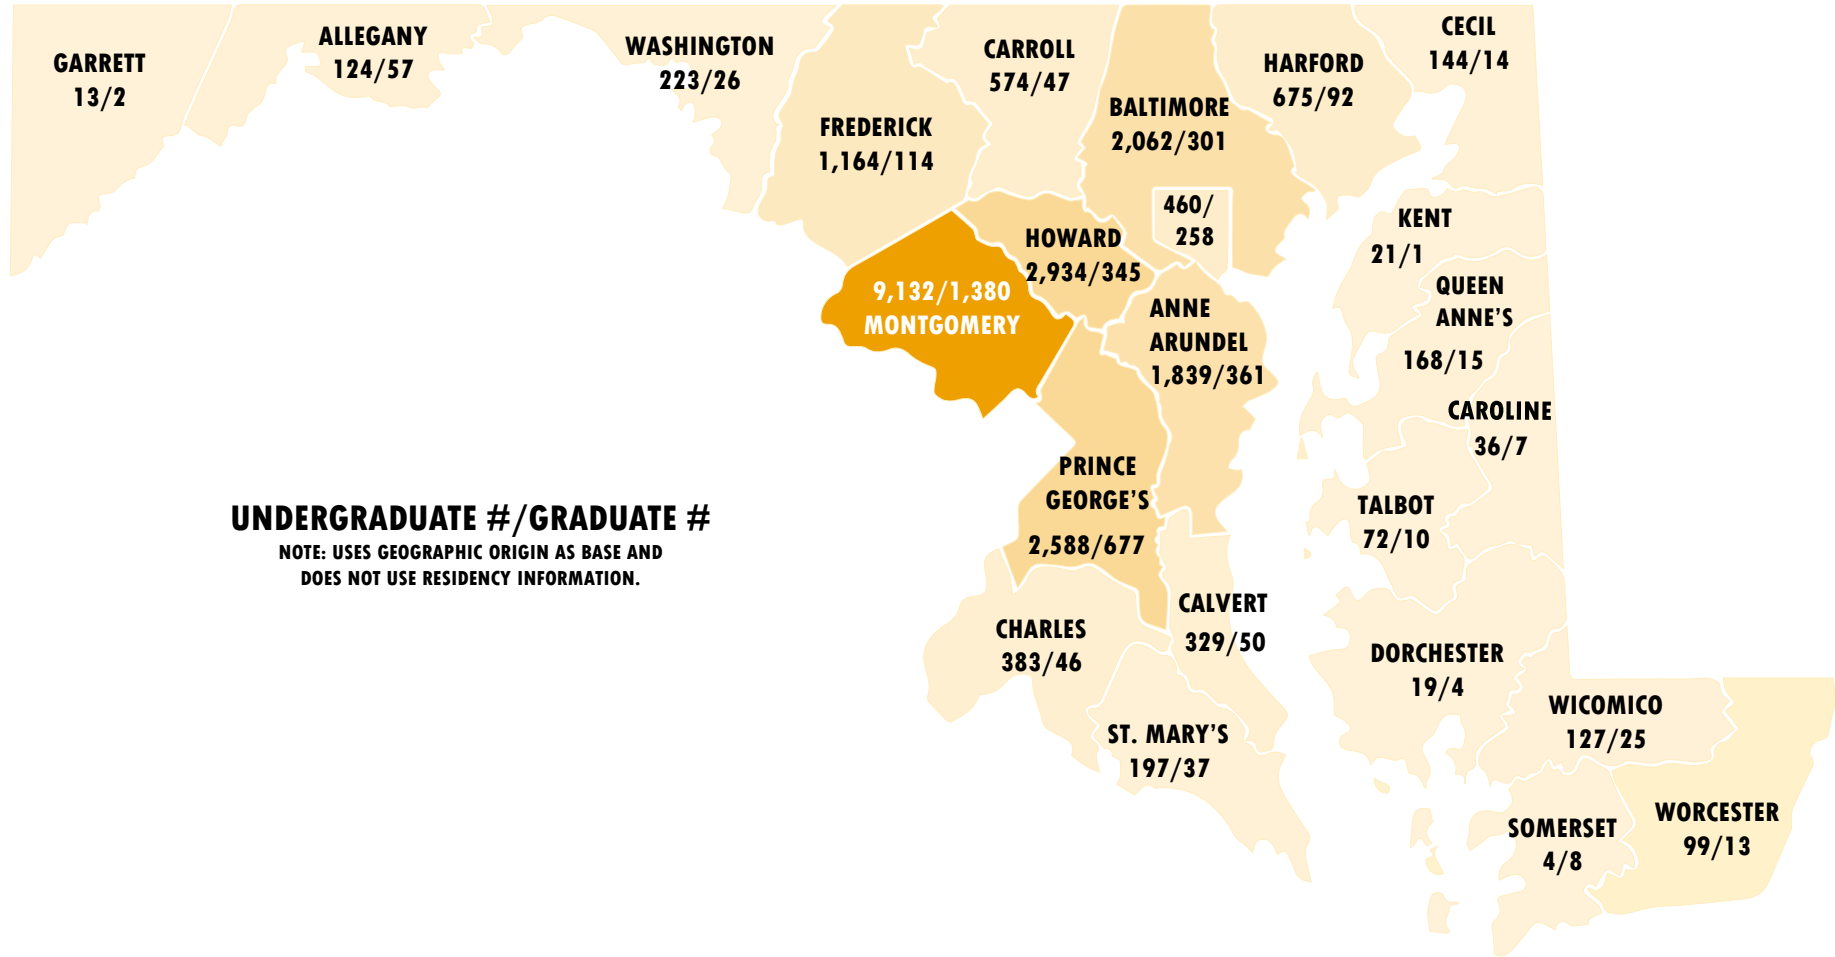 GARRETT
13/2
ALLEGANY
124/57
WASHINGTON
223/26
FREDERICK
1,164/114
CARROLL
574/47
BALTIMORE
2,062/301
HARFORD
675/92
CECIL
144/14
460/
258
HOWARD
2,934/345
9,132/1,380
MONTGOMERY
ANNE
ARUNDEL
1,839/361
KENT
21/1
QUEEN
ANNE'S
168/15
CAROLINE
36/7
PRINCE
GEORGE'S
2,588/677
TALBOT
72/10
UNDERGRADUATE #/GRADUATE #
NOTE: USES GEOGRAPHIC ORIGIN AS BASE AND
DOES NOT USE RESIDENCY INFORMATION.
CHARLES
383/46
CALVERT
329/50
ST. MARY'S
197/37
DORCHESTER
19/4
WICOMICO
127/25
SOMERSET
4/8
WORCESTER
99/13